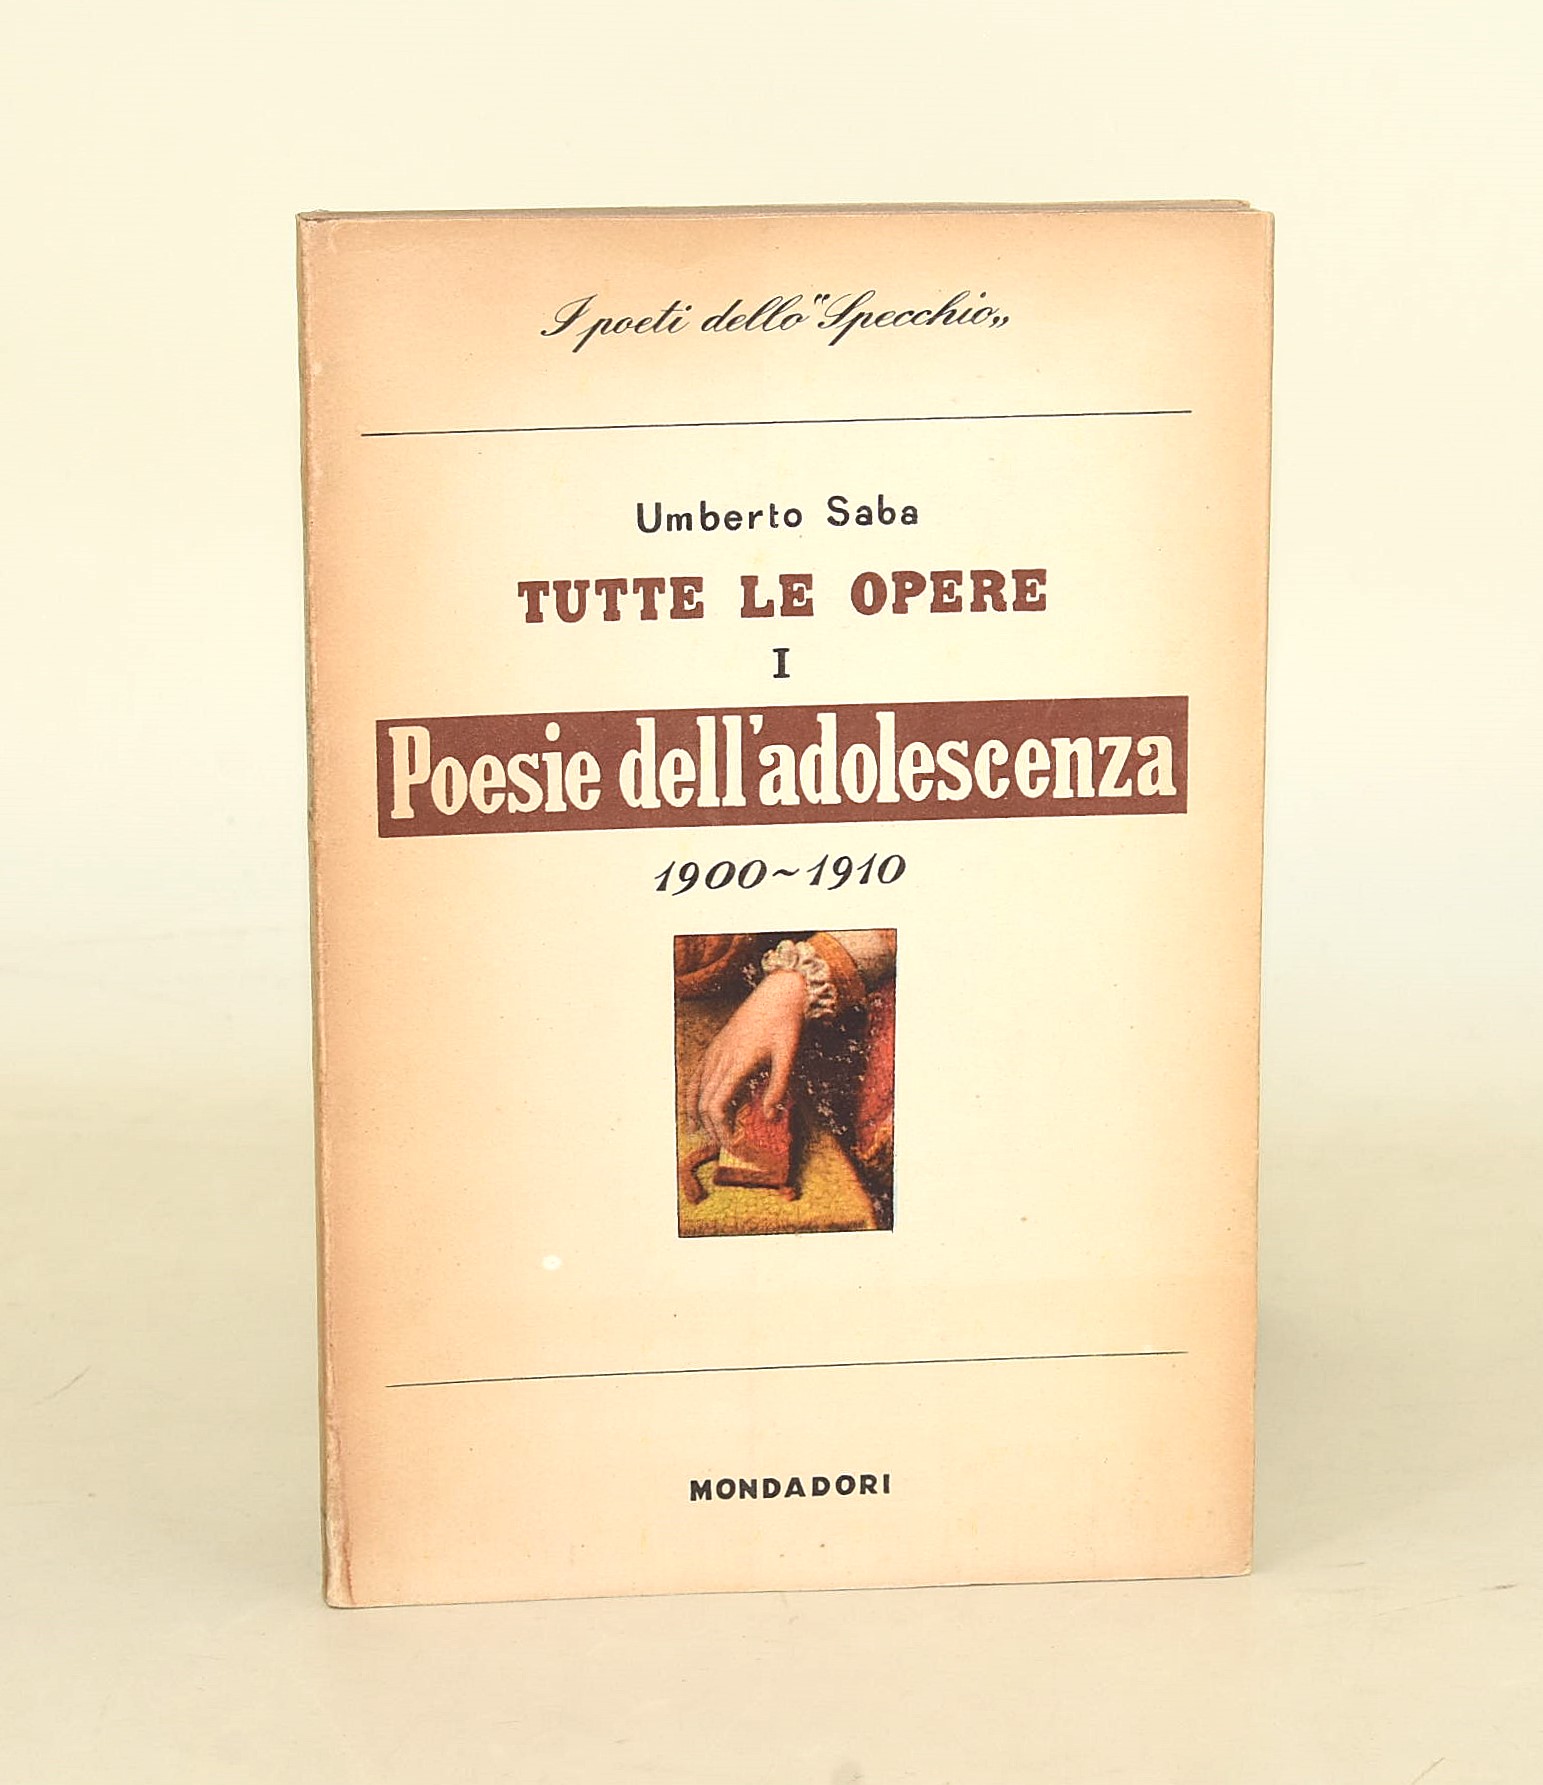 I poeti dello "Specchio„
Umberto Saba
TUTTE LE OPERE
I
Poesie dell'adolescenza
1900~1910
MONDADORI